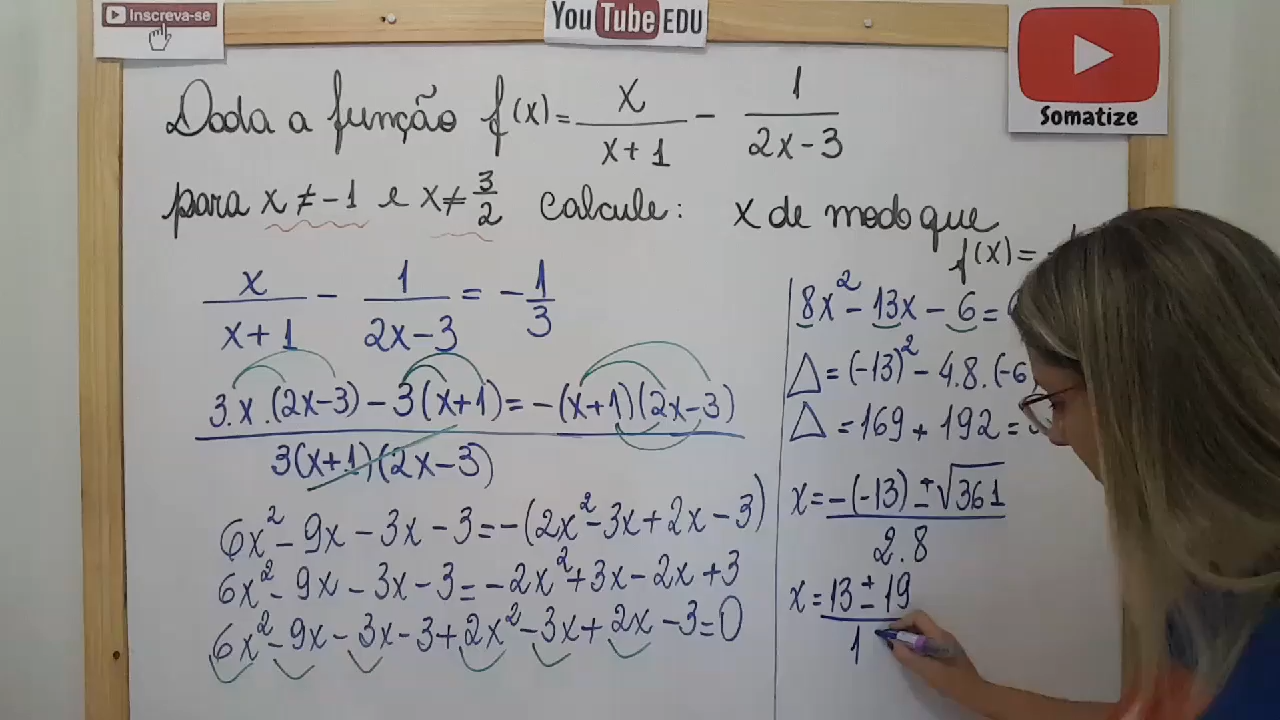 Inscreva-se
You Tube EDU
Somatize
Dada a função f(x) = x/(x+1) - 1/(2x-3)
para x ≠ -1 e x ≠ 3/2 calcule: x de modo que
f(x) =
x/(x+1) - 1/(2x-3) = -1/3
3.x.(2x-3) - 3(x+1) = -(x+1)(2x-3)
3(x+1)(2x-3)
6x² - 9x - 3x - 3 = -(2x² - 3x + 2x - 3)
6x² - 9x - 3x - 3 = -2x² + 3x - 2x + 3
6x² - 9x - 3x - 3 + 2x² - 3x + 2x - 3 = 0
8x² - 13x - 6 =
Δ = (-13)² - 4.8.(-6
Δ = 169 + 192 =
x = (-(-13) ± √361)/(2.8)
x = 13 ± 19
1